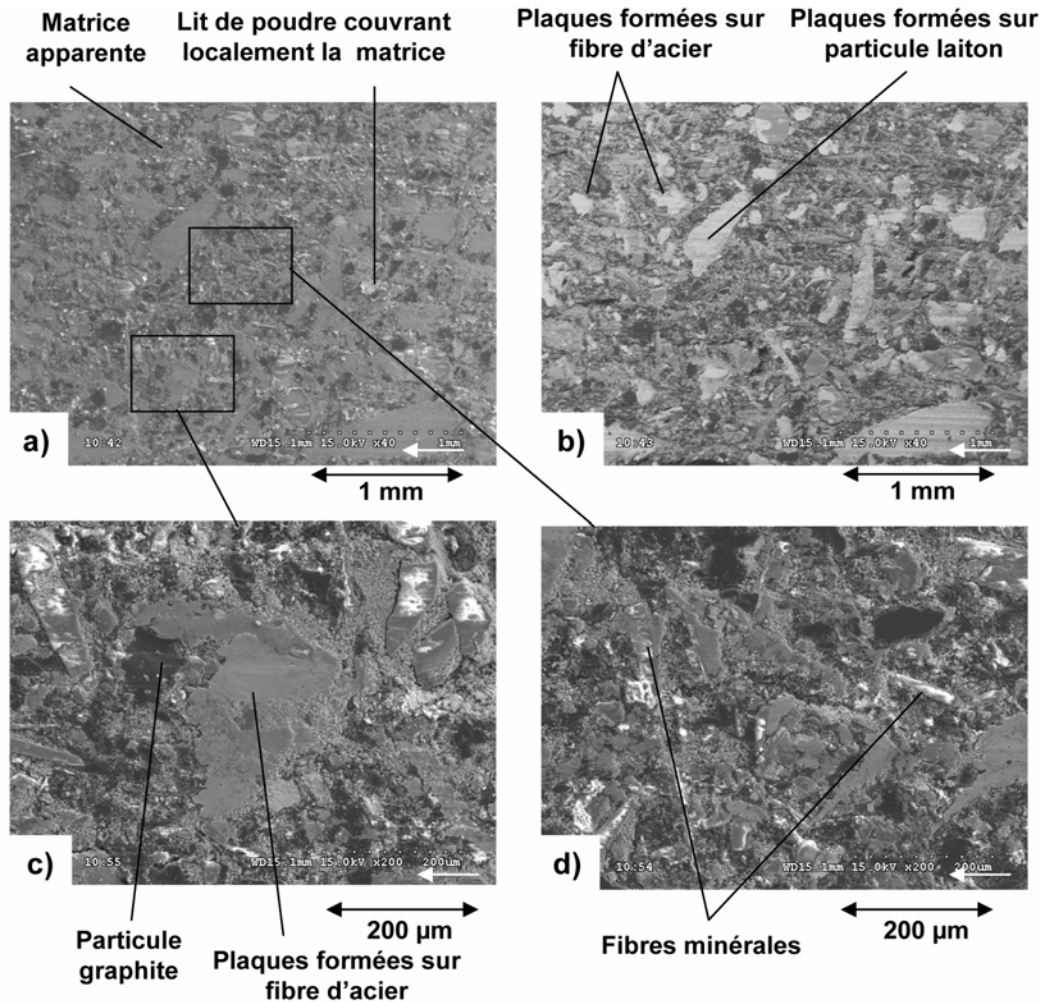 Matrice
apparente
Lit de poudre couvrant
localement la matrice
Plaques formées sur
fibre d'acier
Plaques formées sur
particule laiton
a)
10:42 WD15.1mm 15.0kV x40 1mm
1 mm
b)
10:43 WD15.1mm 15.0kV x40 1mm
1 mm
c)
10:55 WD15.1mm 15.0kV x200 200um
200 µm
d)
10:54 WD15.1mm 15.0kV x200 200um
200 µm
Particule
graphite
Plaques formées sur
fibre d'acier
Fibres minérales